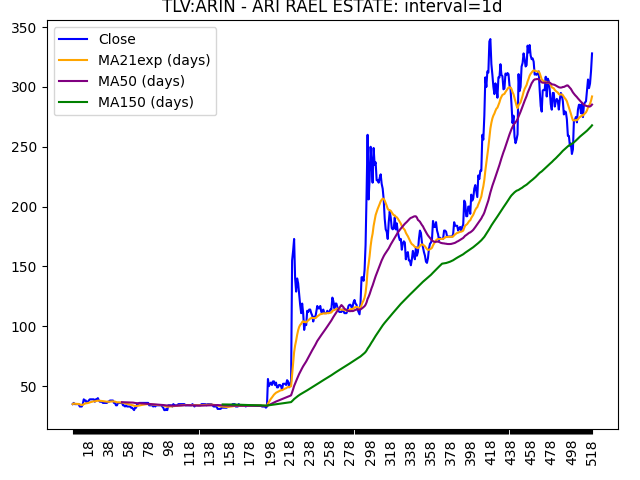 TLV:ARIN - ARI RAEL ESTATE: interval=1d
Close
MA21exp (days)
MA50 (days)
MA150 (days)
350
300
250
200
150
100
50
18 38 58 78 98 118 138 158 178 198 218 238 258 278 298 318 338 358 378 398 418 438 458 478 498 518